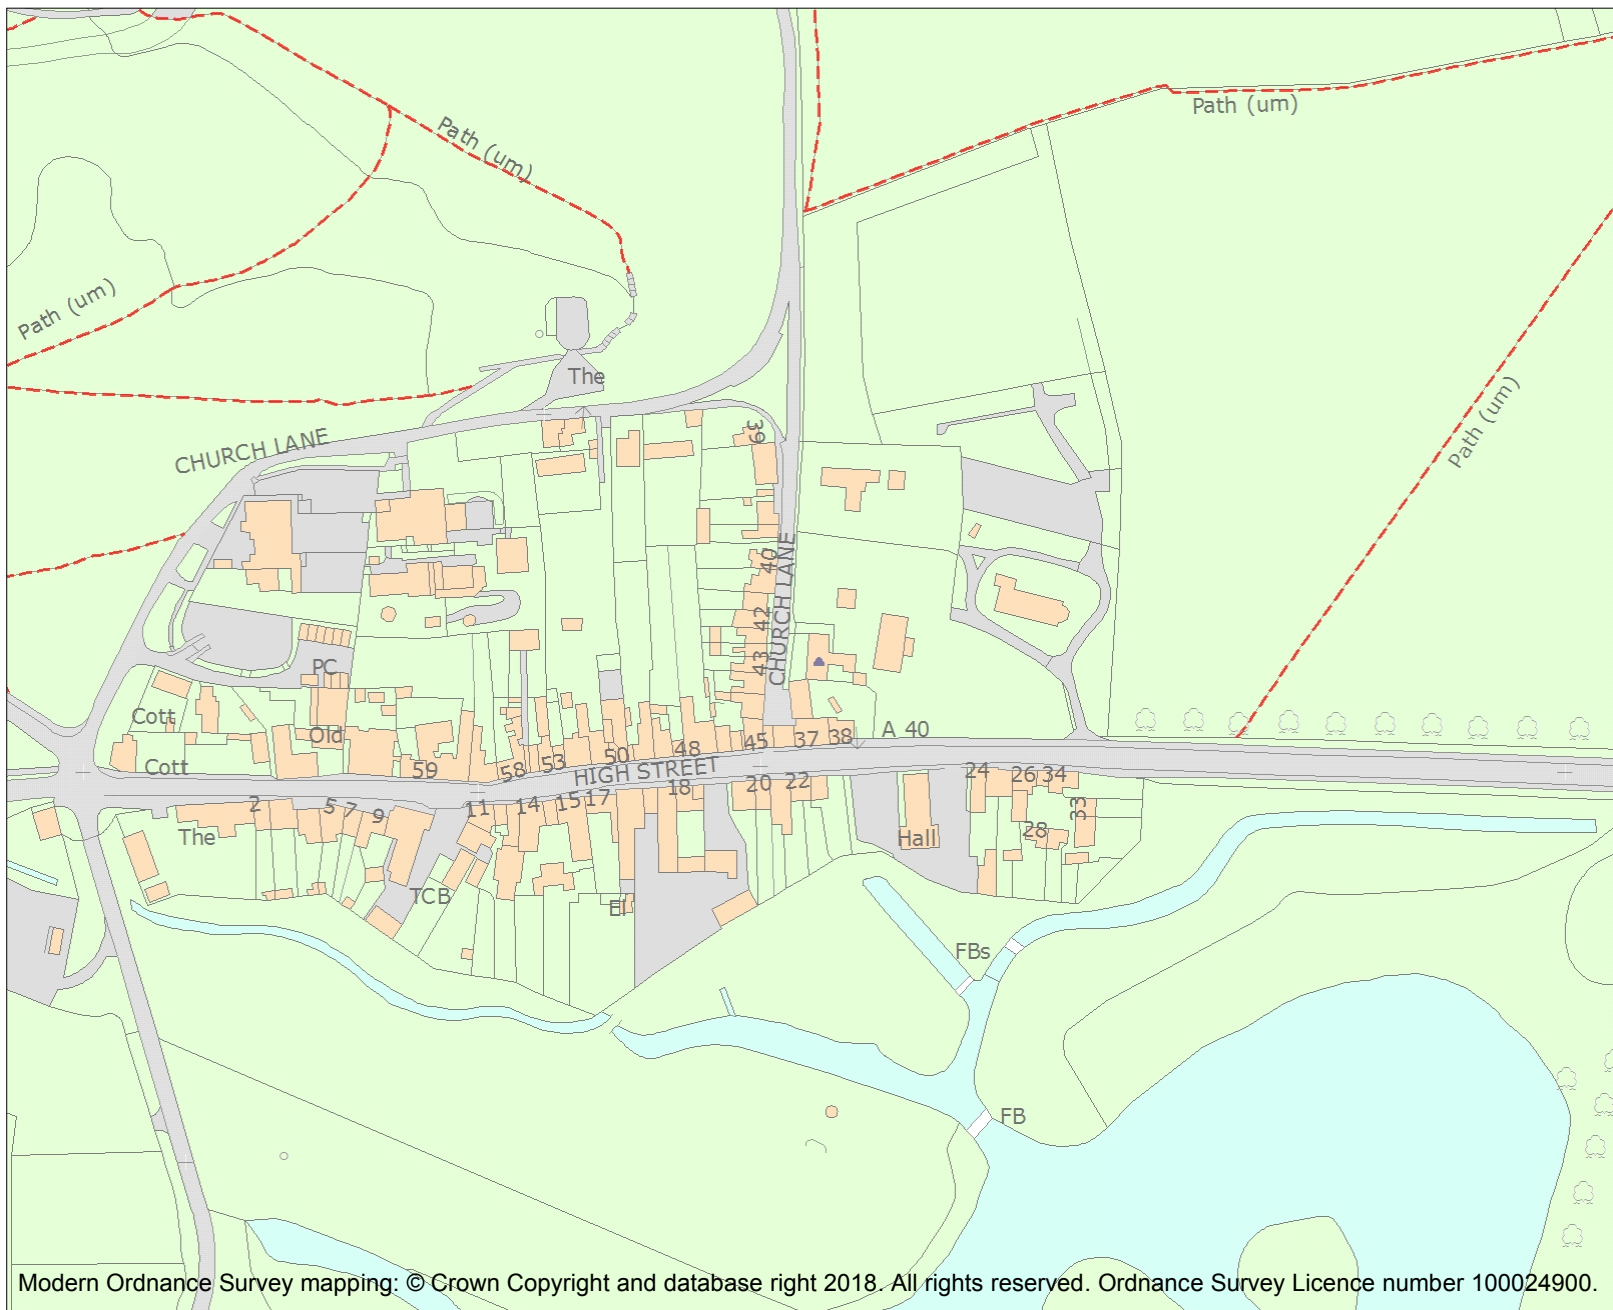 Path (um)
Path (um)
Path (um)
The
CHURCH LANE
39
Path (um)
40
CHURCH LANE
42
43
PC
Cott
Old
Cott
59
58
53
50
48
45
37
38
A 40
HIGH STREET
2
5
7
9
11
14
15
17
18
20
22
24
26
34
33
28
The
Hall
TCB
El
FBs
FB
Modern Ordnance Survey mapping: © Crown Copyright and database right 2018. All rights reserved. Ordnance Survey Licence number 100024900.